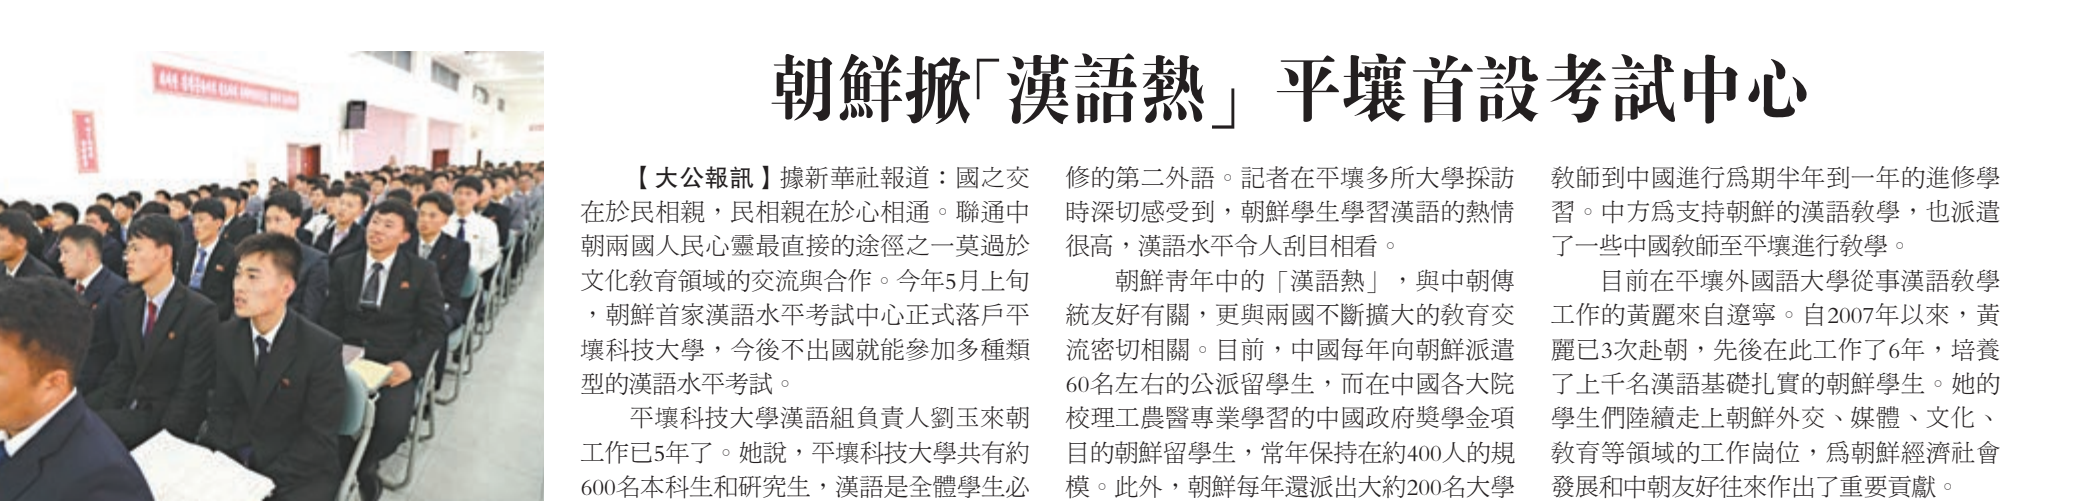 朝鮮掀「漢語熱」 平壤首設考試中心
【大公報訊】據新華社報道：國之交
在於民相親，民相親在於心相通。聯通中
朝兩國人民心靈最直接的途徑之一莫過於
文化教育領域的交流與合作。今年5月上旬
，朝鮮首家漢語水平考試中心正式落戶平
壤科技大學，今後不出國就能參加多種類
型的漢語水平考試。
平壤科技大學漢語組負責人劉玉來朝
工作已5年了。她說，平壤科技大學共有約
600名本科生和研究生，漢語是全體學生必
修的第二外語。記者在平壤多所大學採訪
時深切感受到，朝鮮學生學習漢語的熱情
很高，漢語水平令人刮目相看。
朝鮮青年中的「漢語熱」，與中朝傳
統友好有關，更與兩國不斷擴大的教育交
流密切相關。目前，中國每年向朝鮮派遣
60名左右的公派留學生，而在中國各大院
校理工農醫專業學習的中國政府獎學金項
目的朝鮮留學生，常年保持在約400人的規
模。此外，朝鮮每年還派出大約200名大學
教師到中國進行爲期半年到一年的進修學
習。中方爲支持朝鮮的漢語教學，也派遣
了一些中國教師至平壤進行教學。
目前在平壤外國語大學從事漢語教學
工作的黃麗來自遼寧。自2007年以來，黃
麗已3次赴朝，先後在此工作了6年，培養
了上千名漢語基礎扎實的朝鮮學生。她的
學生們陸續走上朝鮮外交、媒體、文化、
教育等領域的工作崗位，爲朝鮮經濟社會
發展和中朝友好往來作出了重要貢獻。